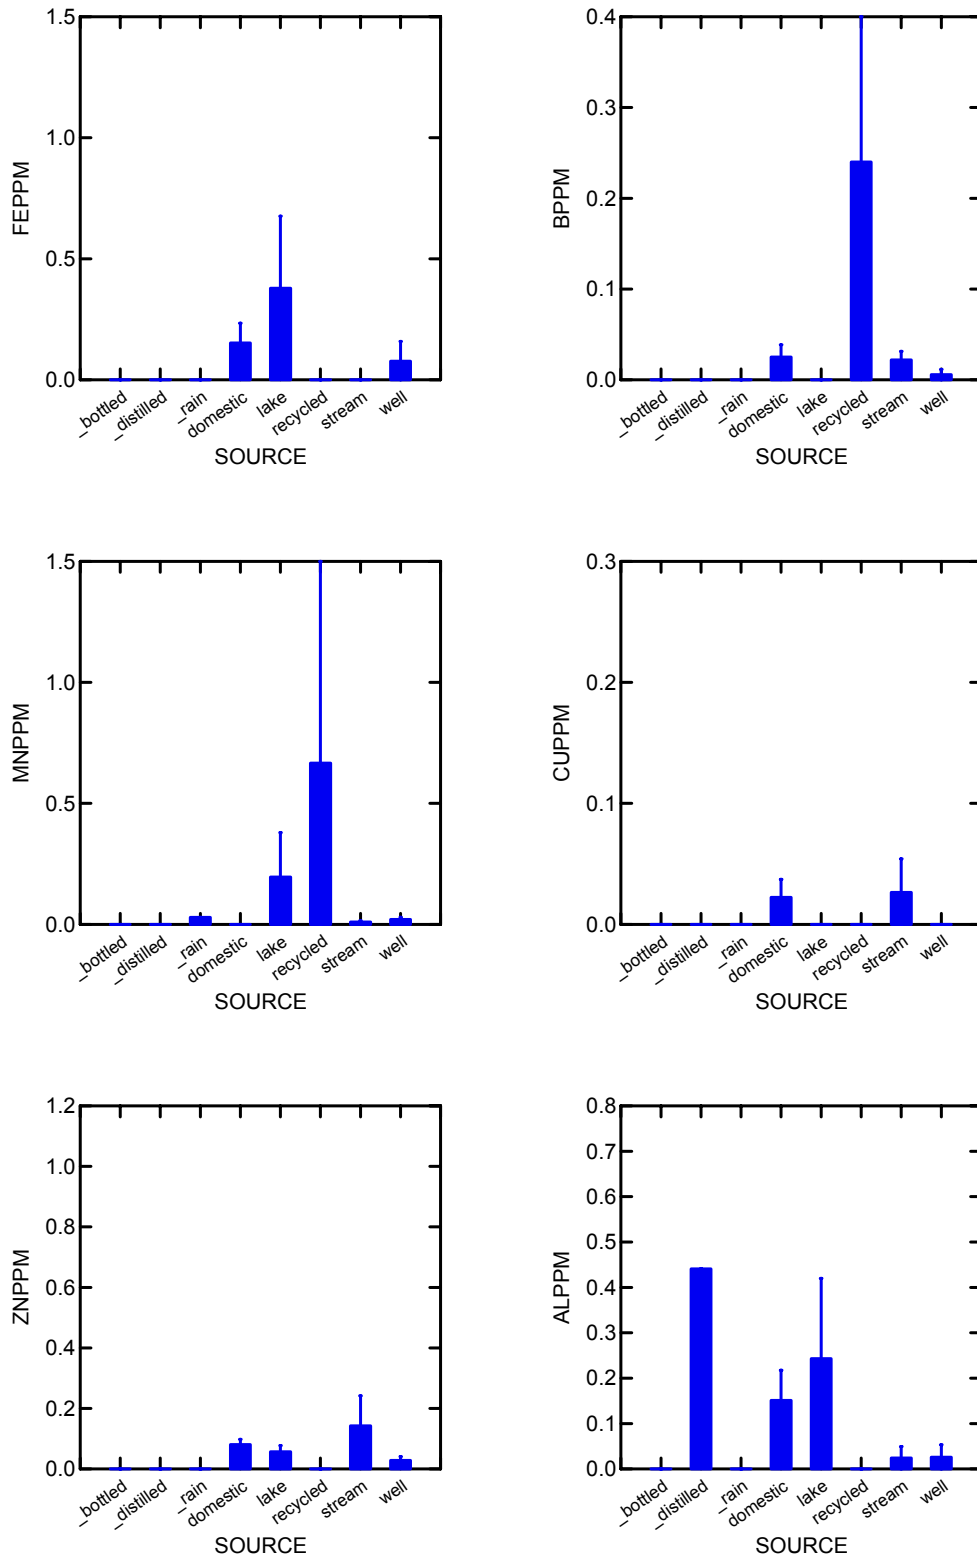 1.5
1.0
0.5
0.0
FEPPM
_bottled
_distilled
_rain
domestic
lake
recycled
stream
well
SOURCE
0.4
0.3
0.2
0.1
0.0
BPPM
_bottled
_distilled
_rain
domestic
lake
recycled
stream
well
SOURCE
1.5
1.0
0.5
0.0
MNPPM
_bottled
_distilled
_rain
domestic
lake
recycled
stream
well
SOURCE
0.3
0.2
0.1
0.0
CUPPM
_bottled
_distilled
_rain
domestic
lake
recycled
stream
well
SOURCE
1.2
1.0
0.8
0.6
0.4
0.2
0.0
ZNPPM
_bottled
_distilled
_rain
domestic
lake
recycled
stream
well
SOURCE
0.8
0.7
0.6
0.5
0.4
0.3
0.2
0.1
0.0
ALPPM
_bottled
_distilled
_rain
domestic
lake
recycled
stream
well
SOURCE